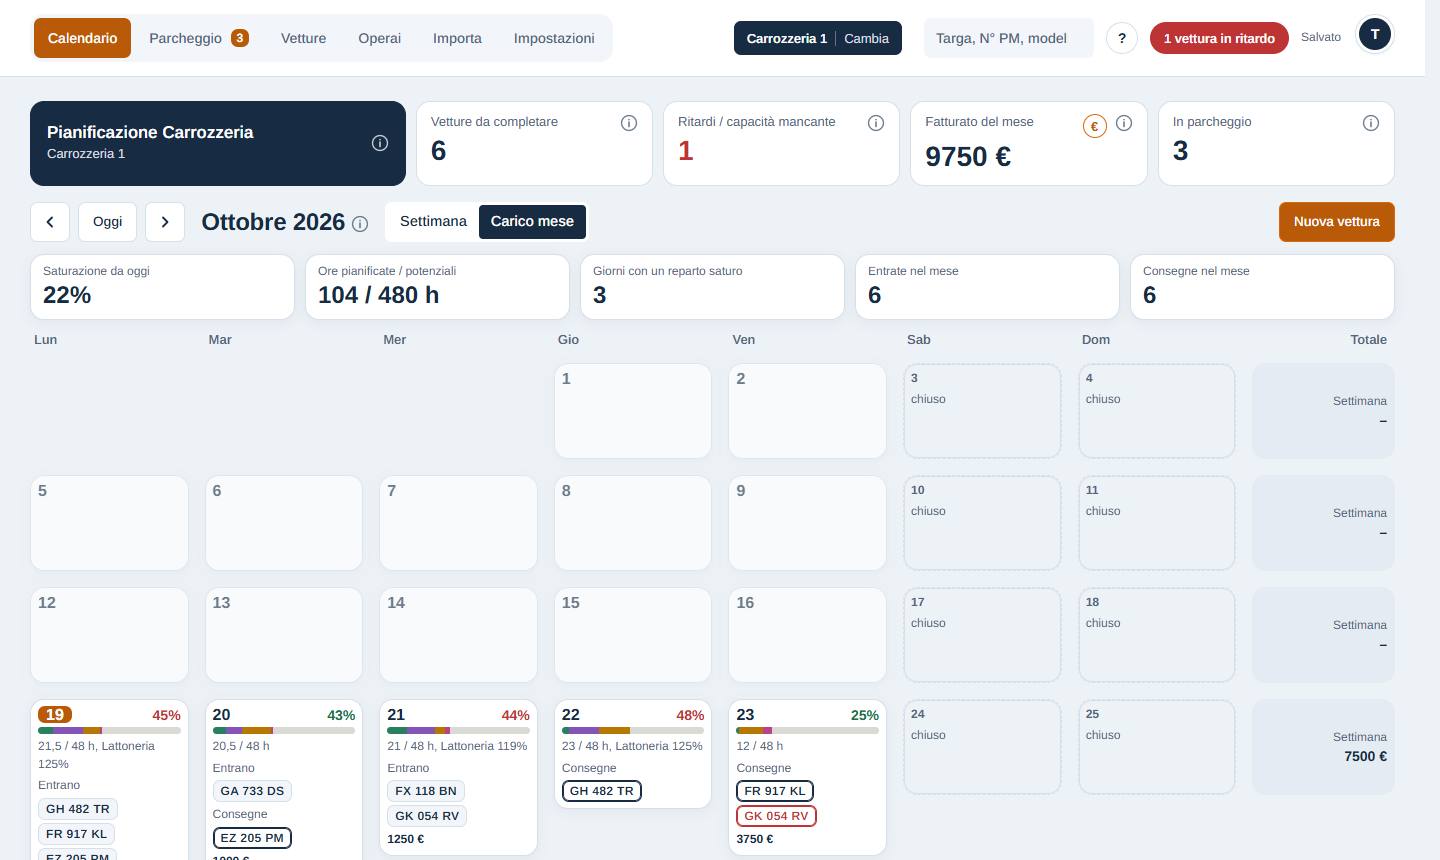 Calendario Parcheggio 3 Vetture Operai Importa Impostazioni Carrozzeria 1 Cambia Targa, N° PM, model ? 1 vettura in ritardo Salvato T
Pianificazione Carrozzeria
Carrozzeria 1
Vetture da completare
6
Ritardi / capacità mancante
1
Fatturato del mese €
9750 €
In parcheggio
3
Oggi Ottobre 2026 Settimana Carico mese Nuova vettura
Saturazione da oggi
22%
Ore pianificate / potenziali
104 / 480 h
Giorni con un reparto saturo
3
Entrate nel mese
6
Consegne nel mese
6
Lun Mar Mer Gio Ven Sab Dom Totale
1 2 3 4
chiuso chiuso Settimana
–
5 6 7 8 9 10 11
chiuso chiuso Settimana
–
12 13 14 15 16 17 18
chiuso chiuso Settimana
–
19 45%
21,5 / 48 h, Lattoneria
125%
Entrano
GH 482 TR
FR 917 KL
EZ 205 PM
20 43%
20,5 / 48 h
Entrano
GA 733 DS
Consegne
EZ 205 PM
1000 €
21 44%
21 / 48 h, Lattoneria 119%
Entrano
FX 118 BN
GK 054 RV
1250 €
22 48%
23 / 48 h, Lattoneria 125%
Consegne
GH 482 TR
23 25%
12 / 48 h
Consegne
FR 917 KL
GK 054 RV
3750 €
24
chiuso
25
chiuso
Settimana
7500 €